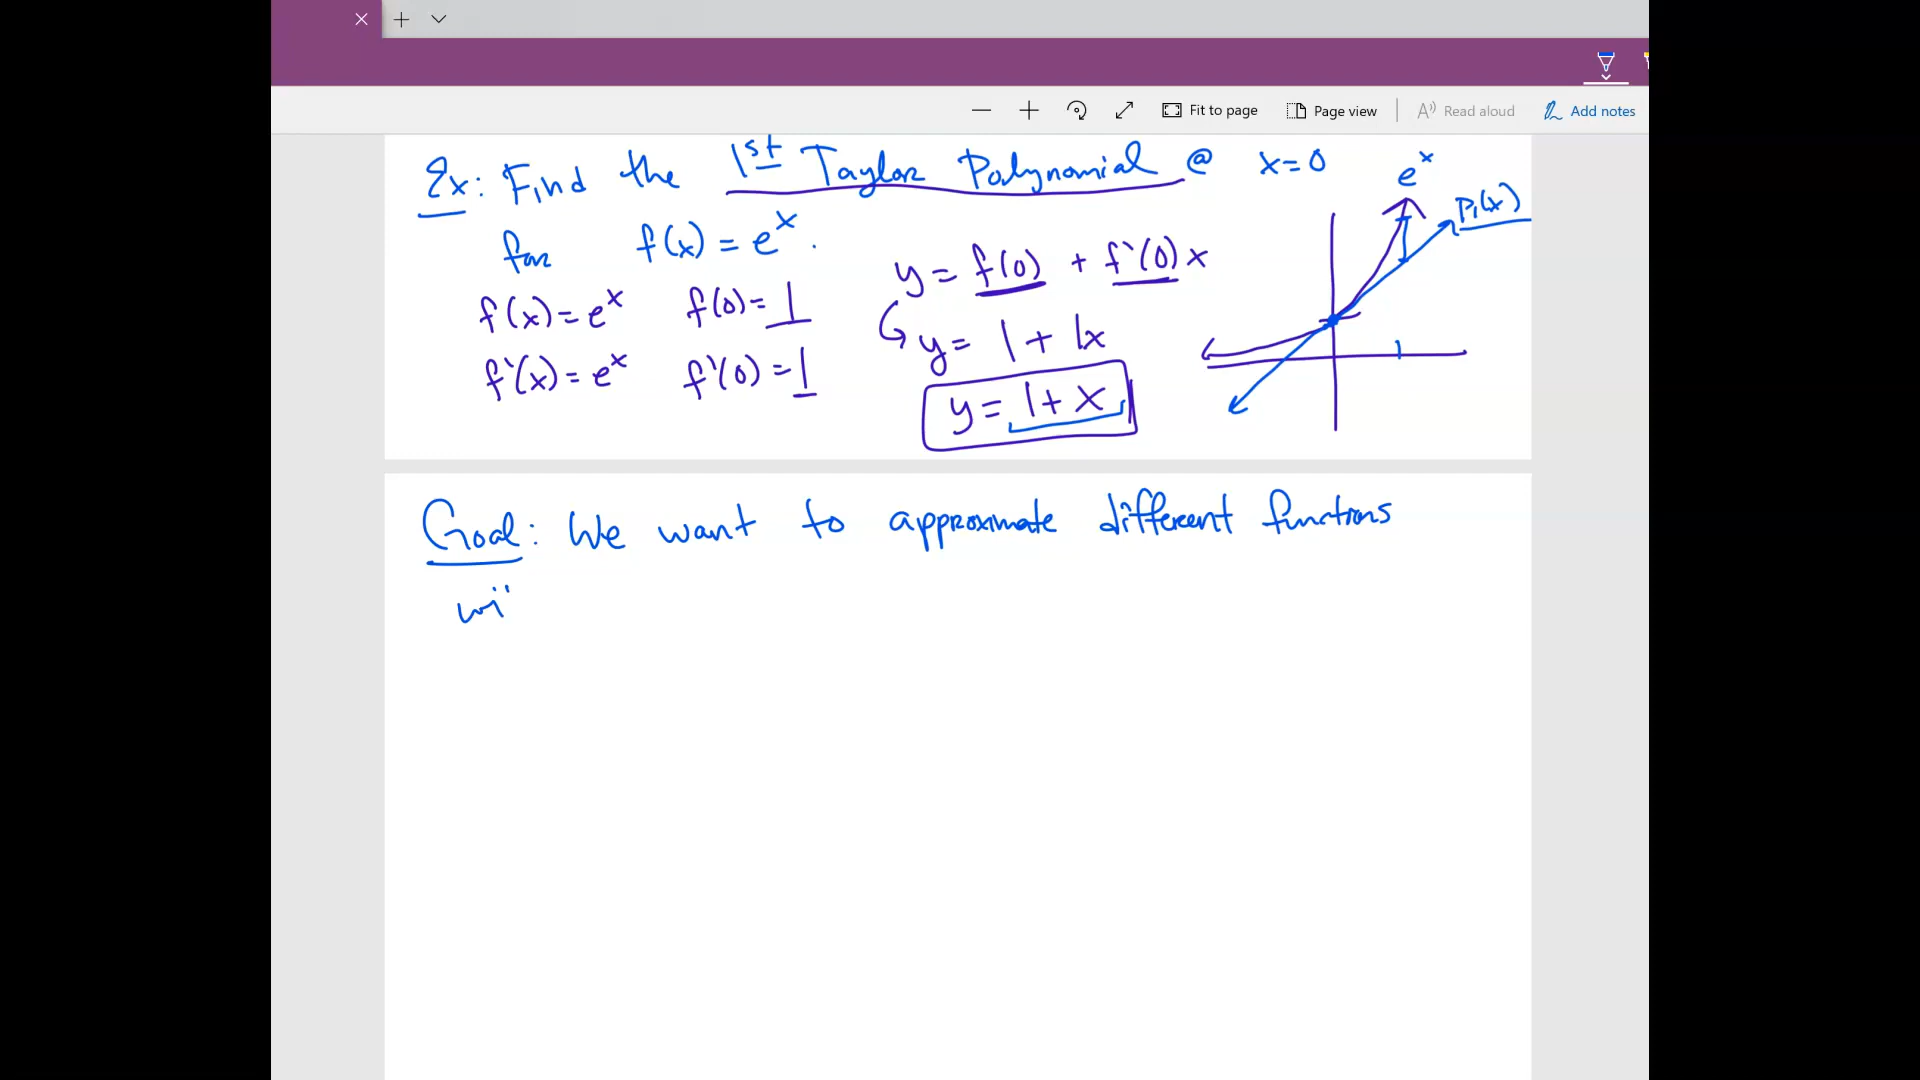 Fit to page
Page view
Read aloud
Add notes
Ex: Find the 1st Taylor Polynomial @ x=0
for f(x) = e^x.
f(x) = e^x f(0) = 1
f'(x) = e^x f'(0) = 1
y = f(0) + f'(0)x
y = 1 + 1x
y = 1 + x
e^x
P₁(x)
Goal: We want to approximate different functions
wi